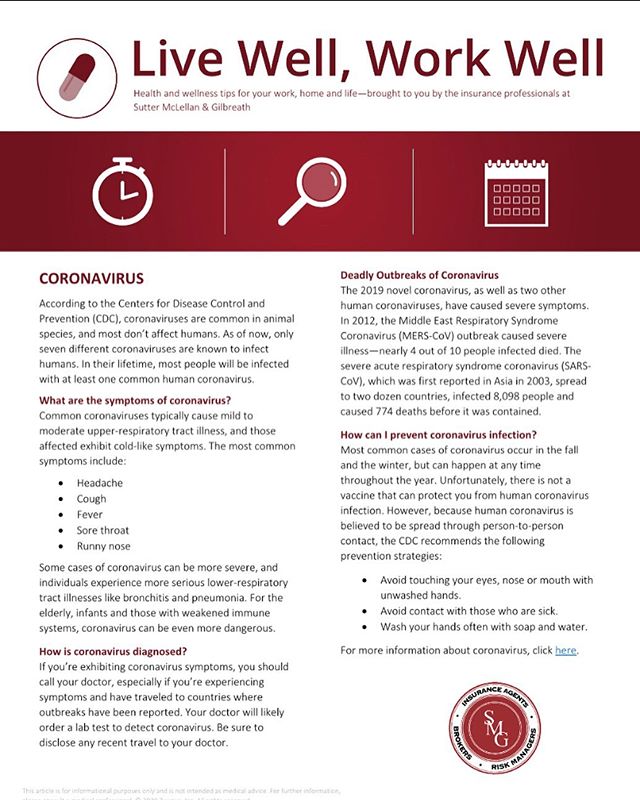 Live Well, Work Well
Health and wellness tips for your work, home and life—brought to you by the insurance professionals at
Sutter McLellan & Gilbreath
CORONAVIRUS
According to the Centers for Disease Control and
Prevention (CDC), coronaviruses are common in animal
species, and most don't affect humans. As of now, only
seven different coronaviruses are known to infect
humans. In their lifetime, most people will be infected
with at least one common human coronavirus.
What are the symptoms of coronavirus?
Common coronaviruses typically cause mild to
moderate upper-respiratory tract illness, and those
affected exhibit cold-like symptoms. The most common
symptoms include:
• Headache
• Cough
• Fever
• Sore throat
• Runny nose
Some cases of coronavirus can be more severe, and
individuals experience more serious lower-respiratory
tract illnesses like bronchitis and pneumonia. For the
elderly, infants and those with weakened immune
systems, coronavirus can be even more dangerous.
How is coronavirus diagnosed?
If you're exhibiting coronavirus symptoms, you should
call your doctor, especially if you're experiencing
symptoms and have traveled to countries where
outbreaks have been reported. Your doctor will likely
order a lab test to detect coronavirus. Be sure to
disclose any recent travel to your doctor.
Deadly Outbreaks of Coronavirus
The 2019 novel coronavirus, as well as two other
human coronaviruses, have caused severe symptoms.
In 2012, the Middle East Respiratory Syndrome
Coronavirus (MERS-CoV) outbreak caused severe
illness—nearly 4 out of 10 people infected died. The
severe acute respiratory syndrome coronavirus (SARS-
CoV), which was first reported in Asia in 2003, spread
to two dozen countries, infected 8,098 people and
caused 774 deaths before it was contained.
How can I prevent coronavirus infection?
Most common cases of coronavirus occur in the fall
and the winter, but can happen at any time
throughout the year. Unfortunately, there is not a
vaccine that can protect you from human coronavirus
infection. However, because human coronavirus is
believed to be spread through person-to-person
contact, the CDC recommends the following
prevention strategies:
• Avoid touching your eyes, nose or mouth with
unwashed hands.
• Avoid contact with those who are sick.
• Wash your hands often with soap and water.
For more information about coronavirus, click here.
INSURANCE AGENTS
SMG
BROKERS • RISK MANAGERS
This article is for informational purposes only and is not intended as medical advice. For further information,